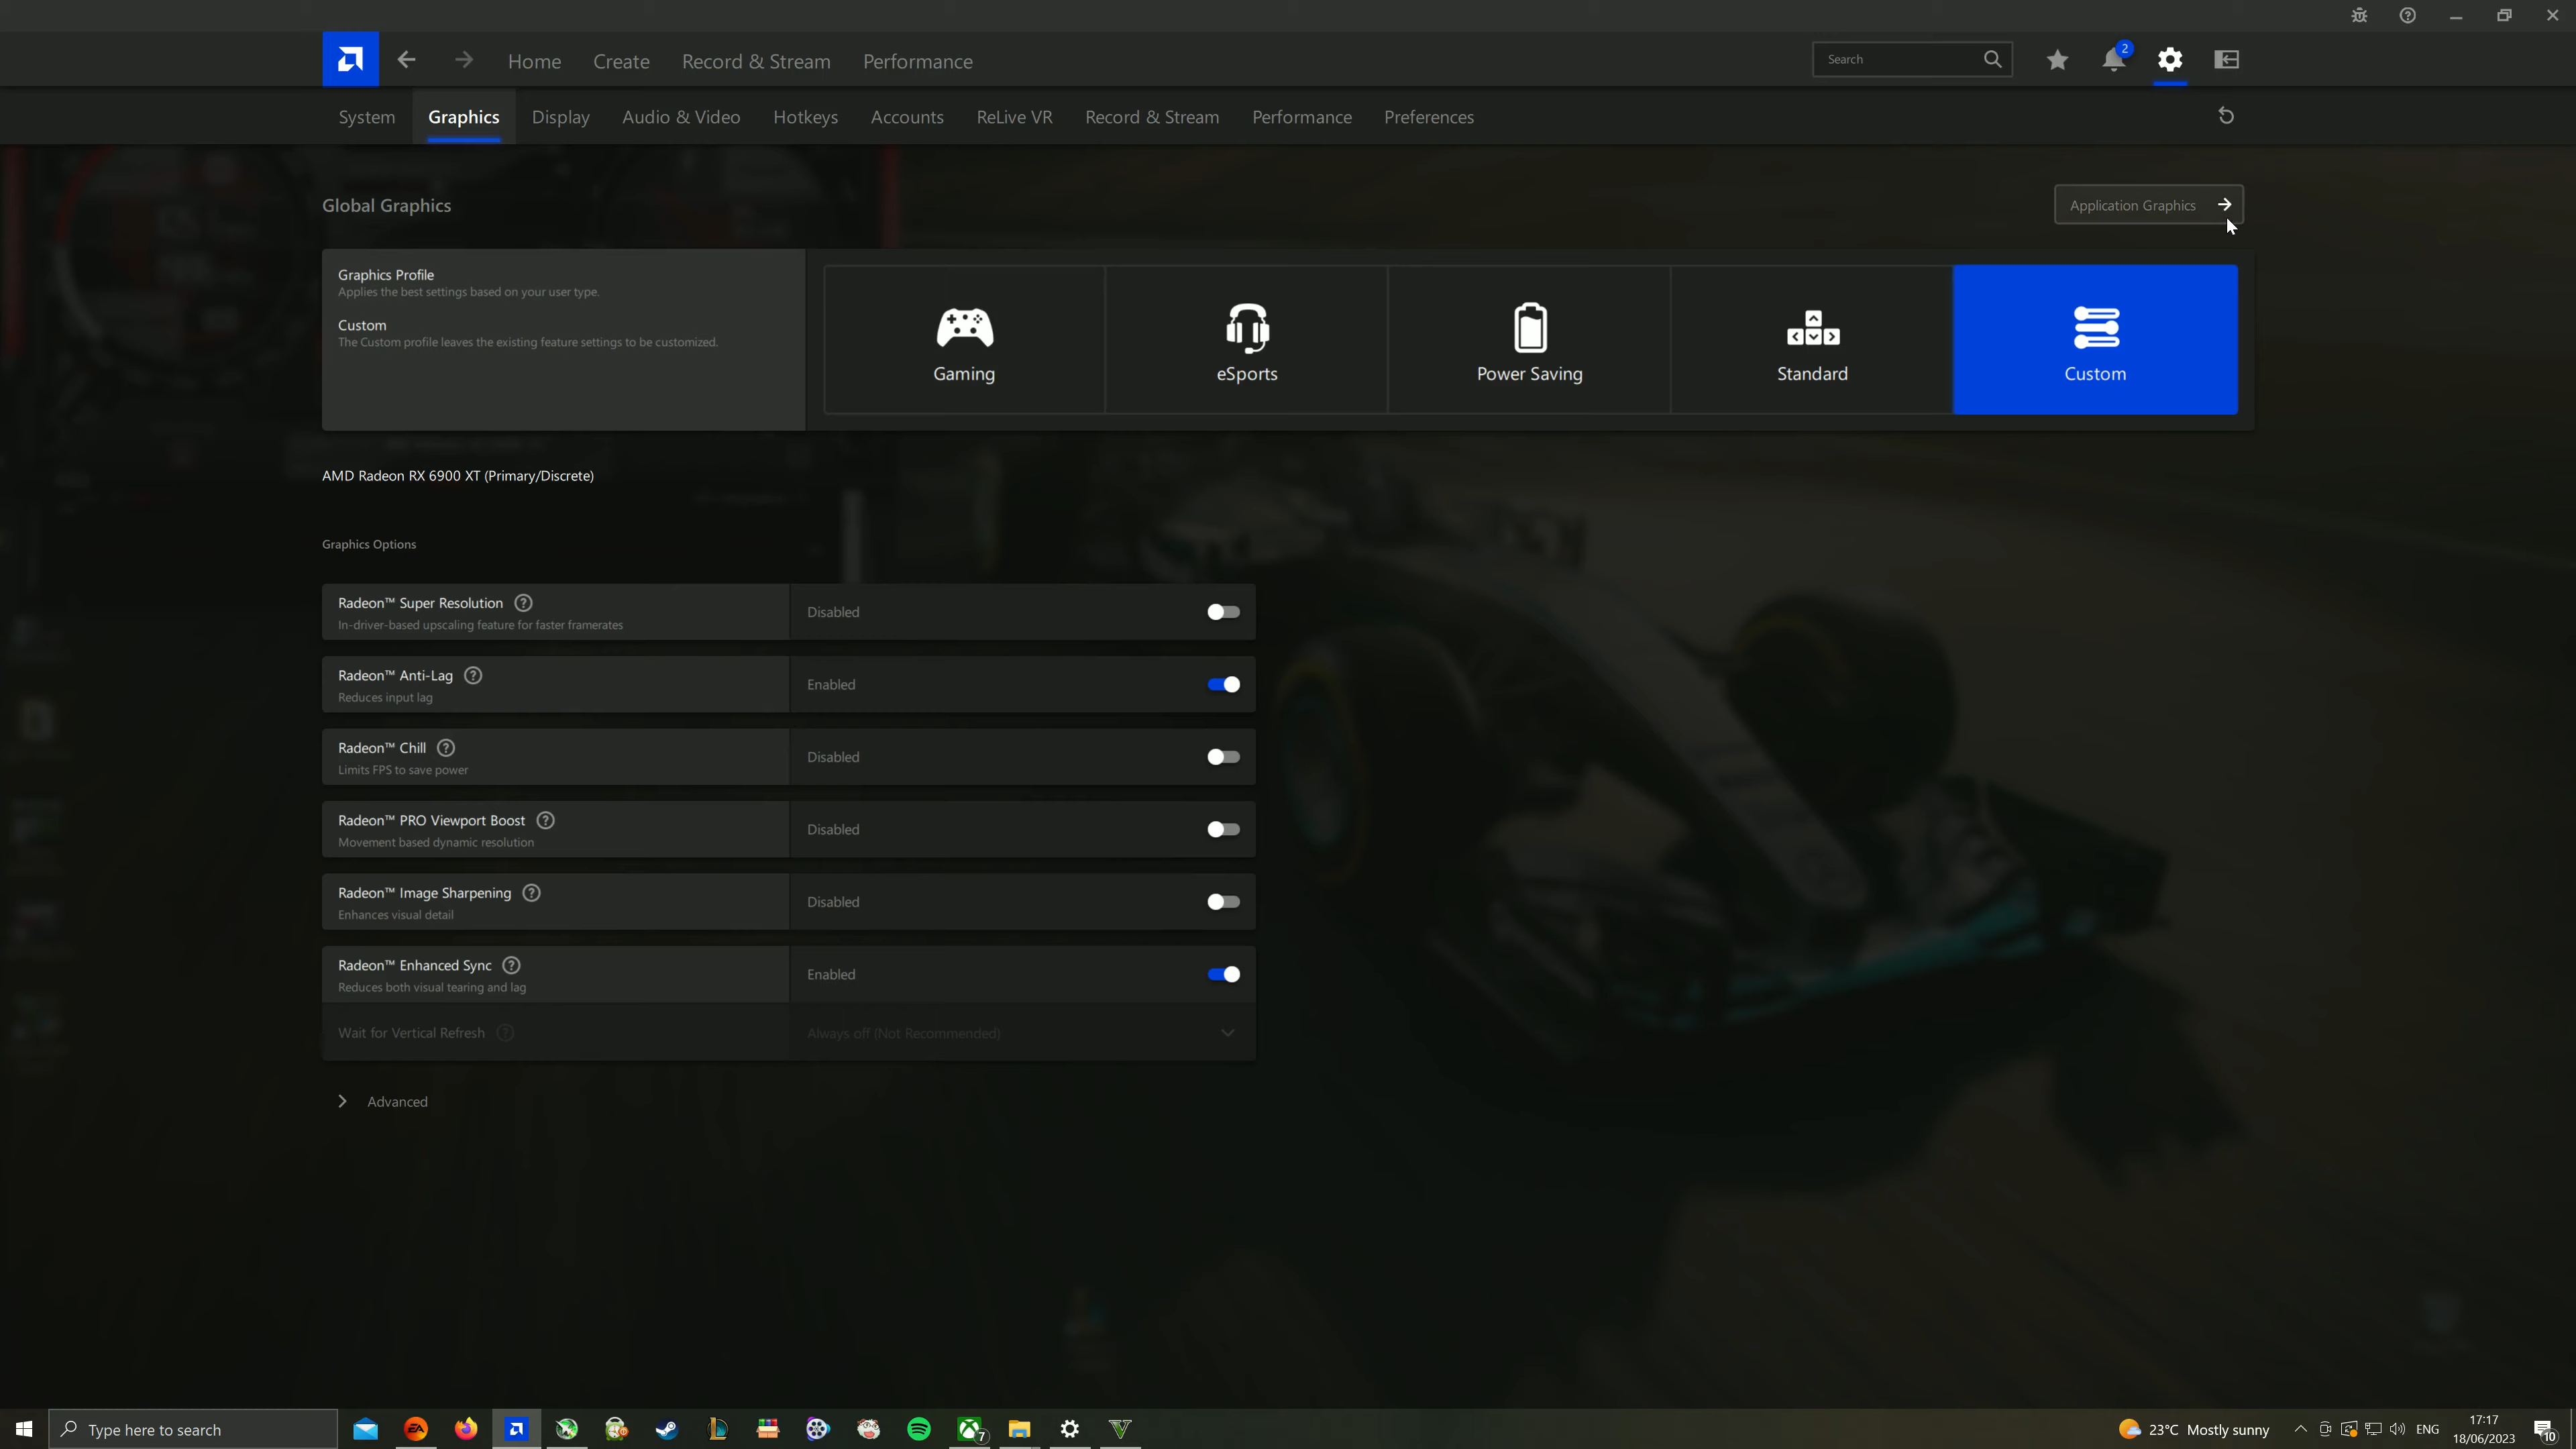 Home
Create
Record & Stream
Performance
Search
2
System
Graphics
Display
Audio & Video
Hotkeys
Accounts
ReLive VR
Record & Stream
Performance
Preferences
Global Graphics
Application Graphics
Graphics Profile
Applies the best settings based on your user type.
Custom
The Custom profile leaves the existing feature settings to be customized.
Gaming
eSports
Power Saving
Standard
Custom
AMD Radeon RX 6900 XT (Primary/Discrete)
Graphics Options
Radeon™ Super Resolution
In-driver-based upscaling feature for faster framerates
Disabled
Radeon™ Anti-Lag
Reduces input lag
Enabled
Radeon™ Chill
Limits FPS to save power
Disabled
Radeon™ PRO Viewport Boost
Movement based dynamic resolution
Disabled
Radeon™ Image Sharpening
Enhances visual detail
Disabled
Radeon™ Enhanced Sync
Reduces both visual tearing and lag
Enabled
Wait for Vertical Refresh
Always off (Not Recommended)
Advanced
Type here to search
EA
7
23°C Mostly sunny
ENG
17:17
18/06/2023
10